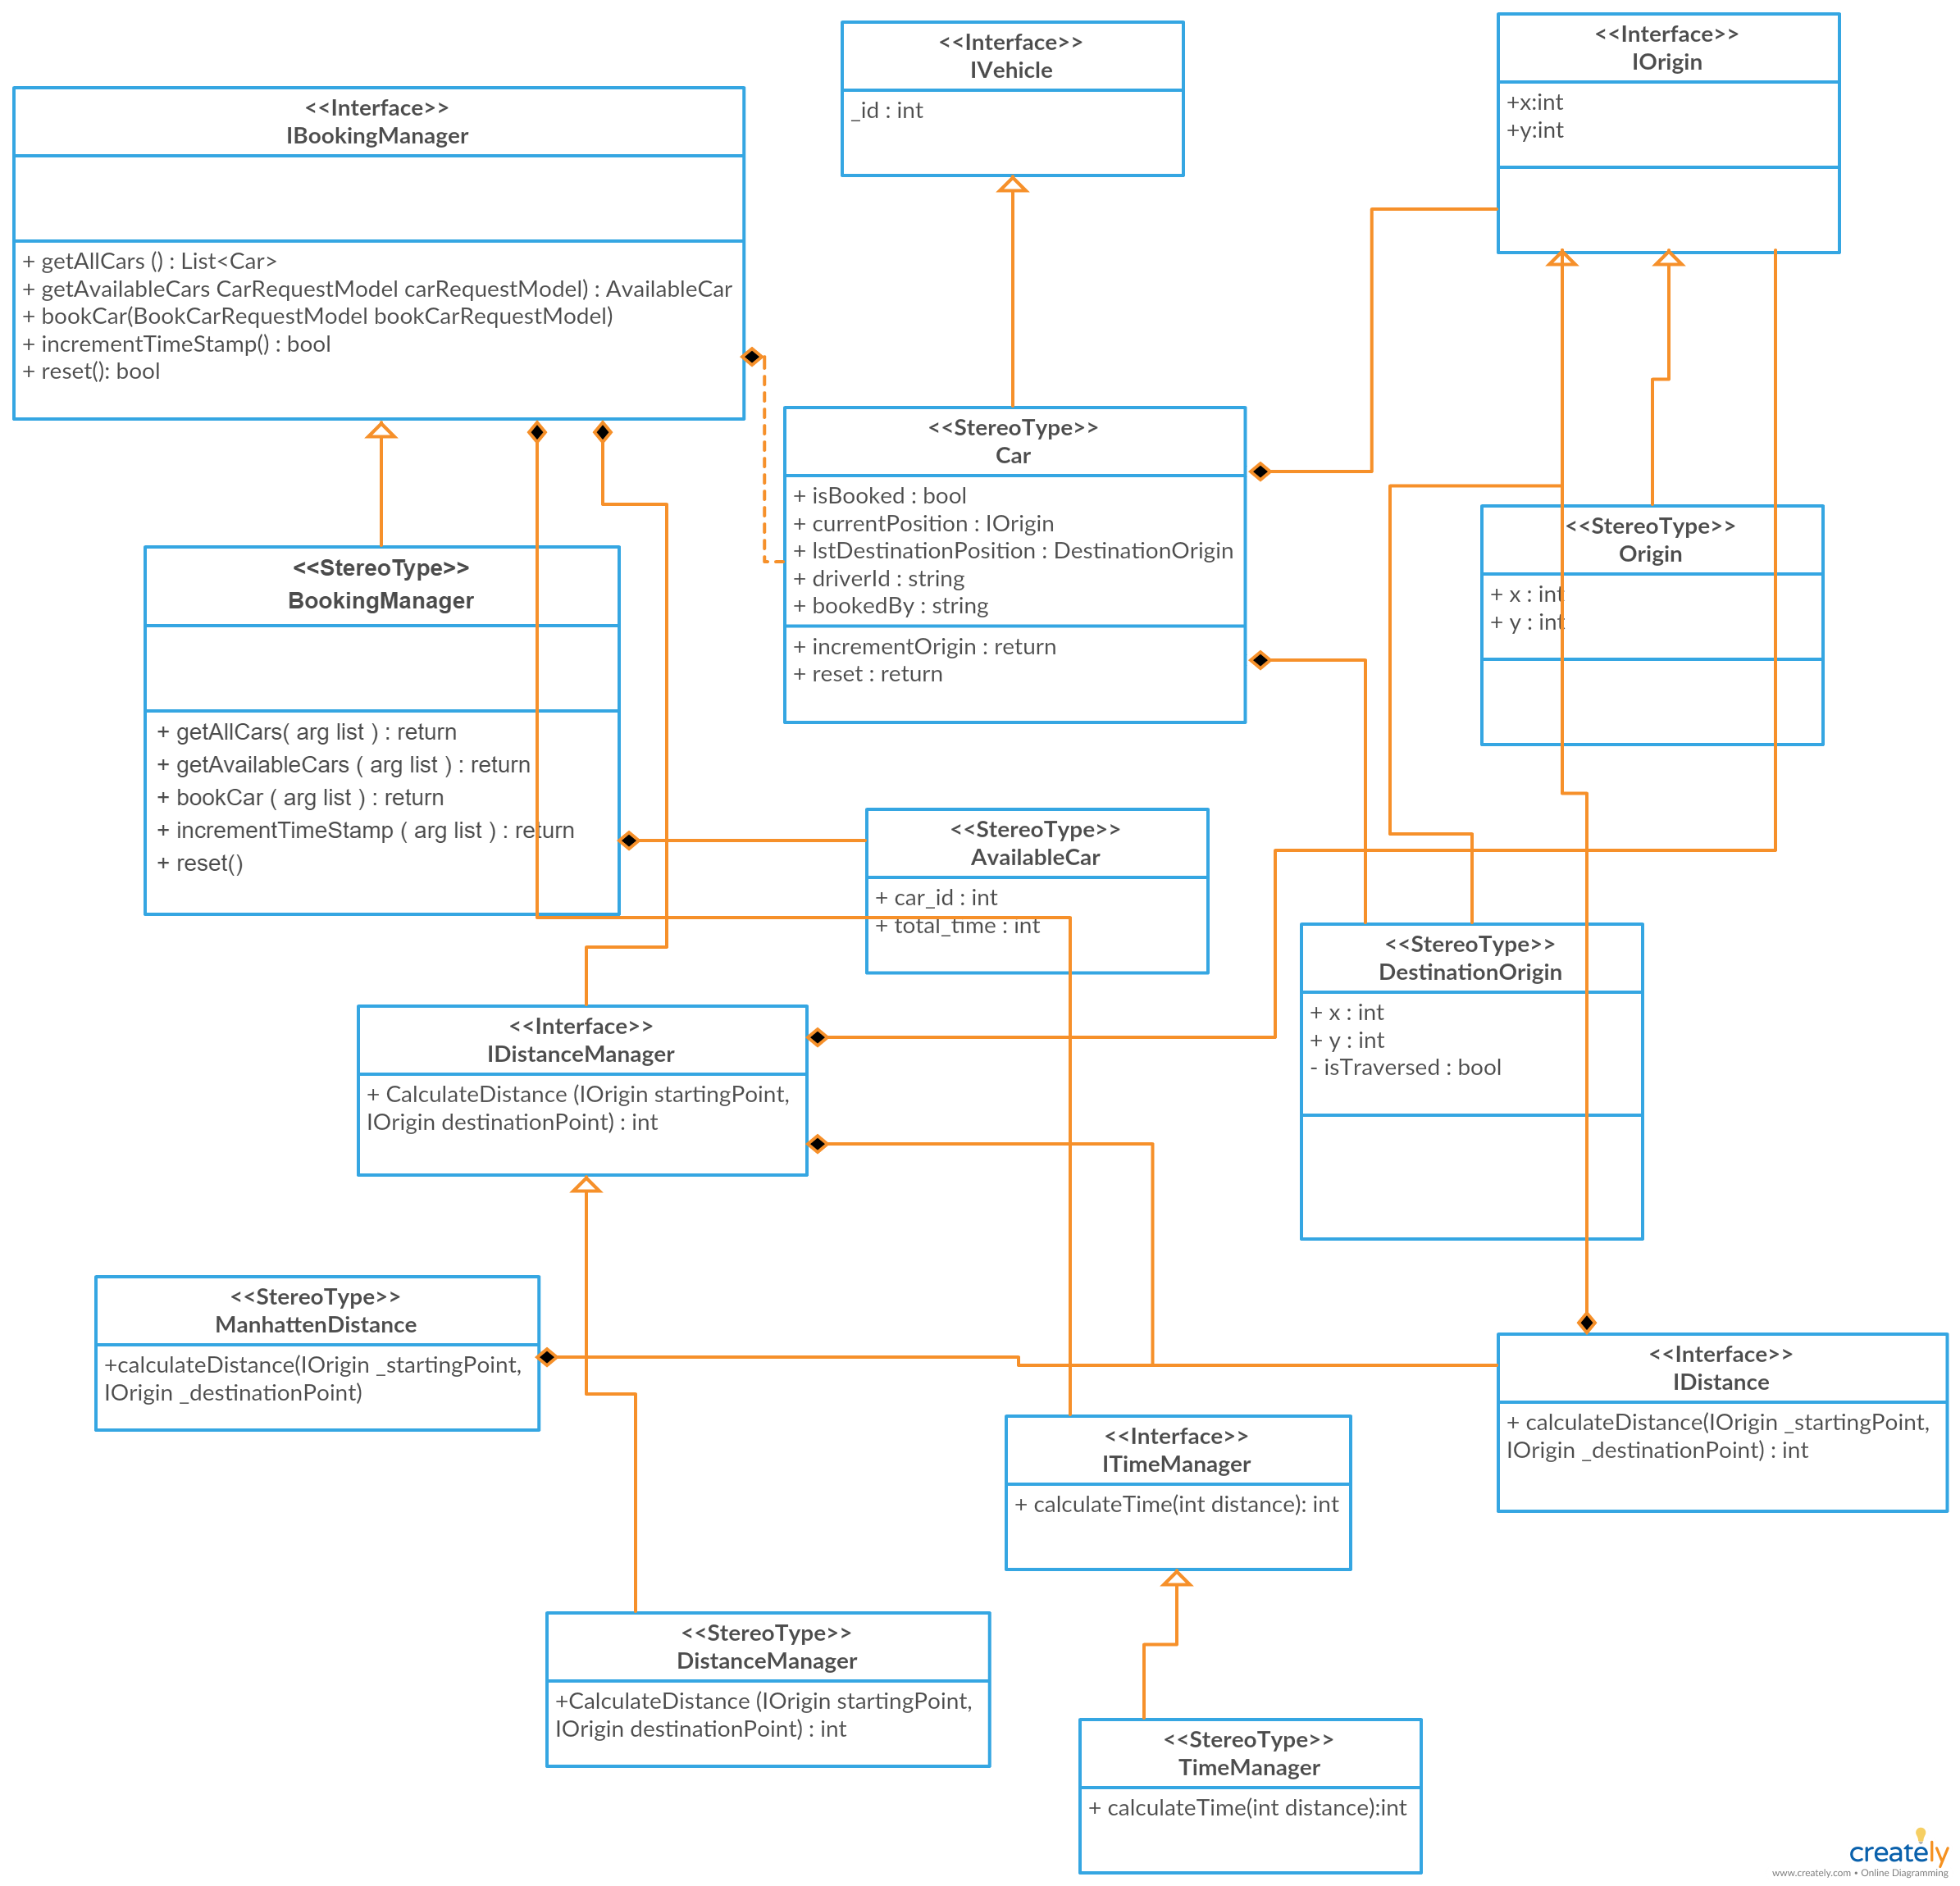 <<Interface>>
IVehicle
_id : int
<<Interface>>
IOrigin
+x:int
+y:int
<<Interface>>
IBookingManager
+ getAllCars () : List<Car>
+ getAvailableCars CarRequestModel carRequestModel) : AvailableCar
+ bookCar(BookCarRequestModel bookCarRequestModel)
+ incrementTimeStamp() : bool
+ reset(): bool
<<StereoType>>
Car
+ isBooked : bool
+ currentPosition : IOrigin
+ lstDestinationPosition : DestinationOrigin
+ driverId : string
+ bookedBy : string
+ incrementOrigin : return
+ reset : return
<<StereoType>>
Origin
+ x : int
+ y : int
<<StereoType>>
BookingManager
+ getAllCars( arg list ) : return
+ getAvailableCars ( arg list ) : return
+ bookCar ( arg list ) : return
+ incrementTimeStamp ( arg list ) : return
+ reset()
<<StereoType>>
AvailableCar
+ car_id : int
+ total_time : int
<<StereoType>>
DestinationOrigin
+ x : int
+ y : int
- isTraversed : bool
<<Interface>>
IDistanceManager
+ CalculateDistance (IOrigin startingPoint,
IOrigin destinationPoint) : int
<<StereoType>>
ManhattenDistance
+calculateDistance(IOrigin _startingPoint,
IOrigin _destinationPoint)
<<Interface>>
IDistance
+ calculateDistance(IOrigin _startingPoint,
IOrigin _destinationPoint) : int
<<Interface>>
ITimeManager
+ calculateTime(int distance): int
<<StereoType>>
DistanceManager
+CalculateDistance (IOrigin startingPoint,
IOrigin destinationPoint) : int
<<StereoType>>
TimeManager
+ calculateTime(int distance):int
creately
www.creately.com • Online Diagramming